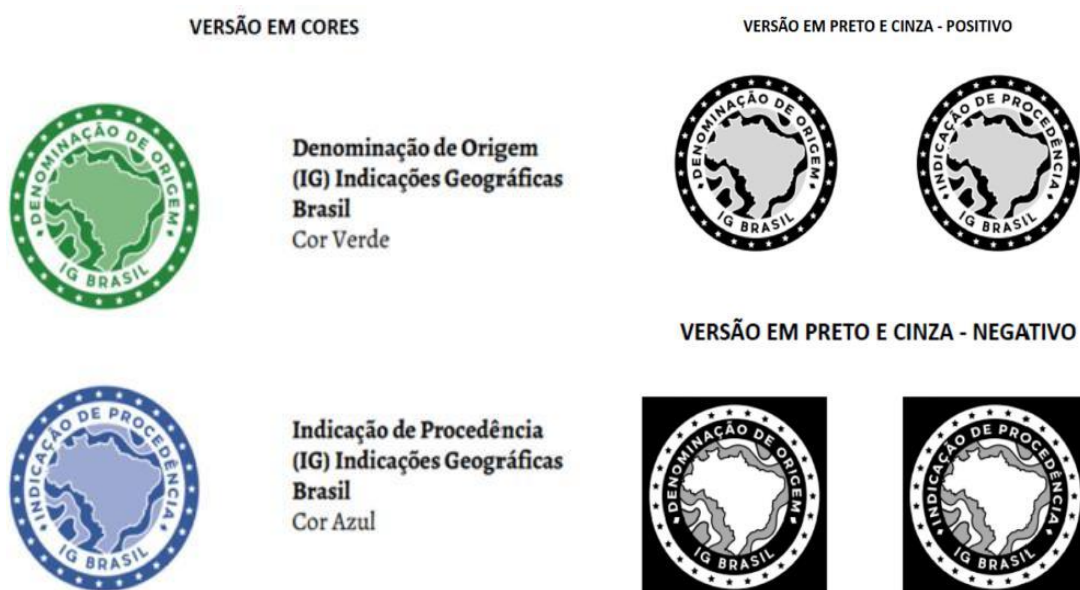 VERSÃO EM CORES
DENOMINAÇÃO DE ORIGEM
IG BRASIL
Denominação de Origem
(IG) Indicações Geográficas
Brasil
Cor Verde
INDICAÇÃO DE PROCEDÊNCIA
IG BRASIL
Indicação de Procedência
(IG) Indicações Geográficas
Brasil
Cor Azul
VERSÃO EM PRETO E CINZA - POSITIVO
DENOMINAÇÃO DE ORIGEM
IG BRASIL
INDICAÇÃO DE PROCEDÊNCIA
IG BRASIL
VERSÃO EM PRETO E CINZA - NEGATIVO
DENOMINAÇÃO DE ORIGEM
IG BRASIL
INDICAÇÃO DE PROCEDÊNCIA
IG BRASIL